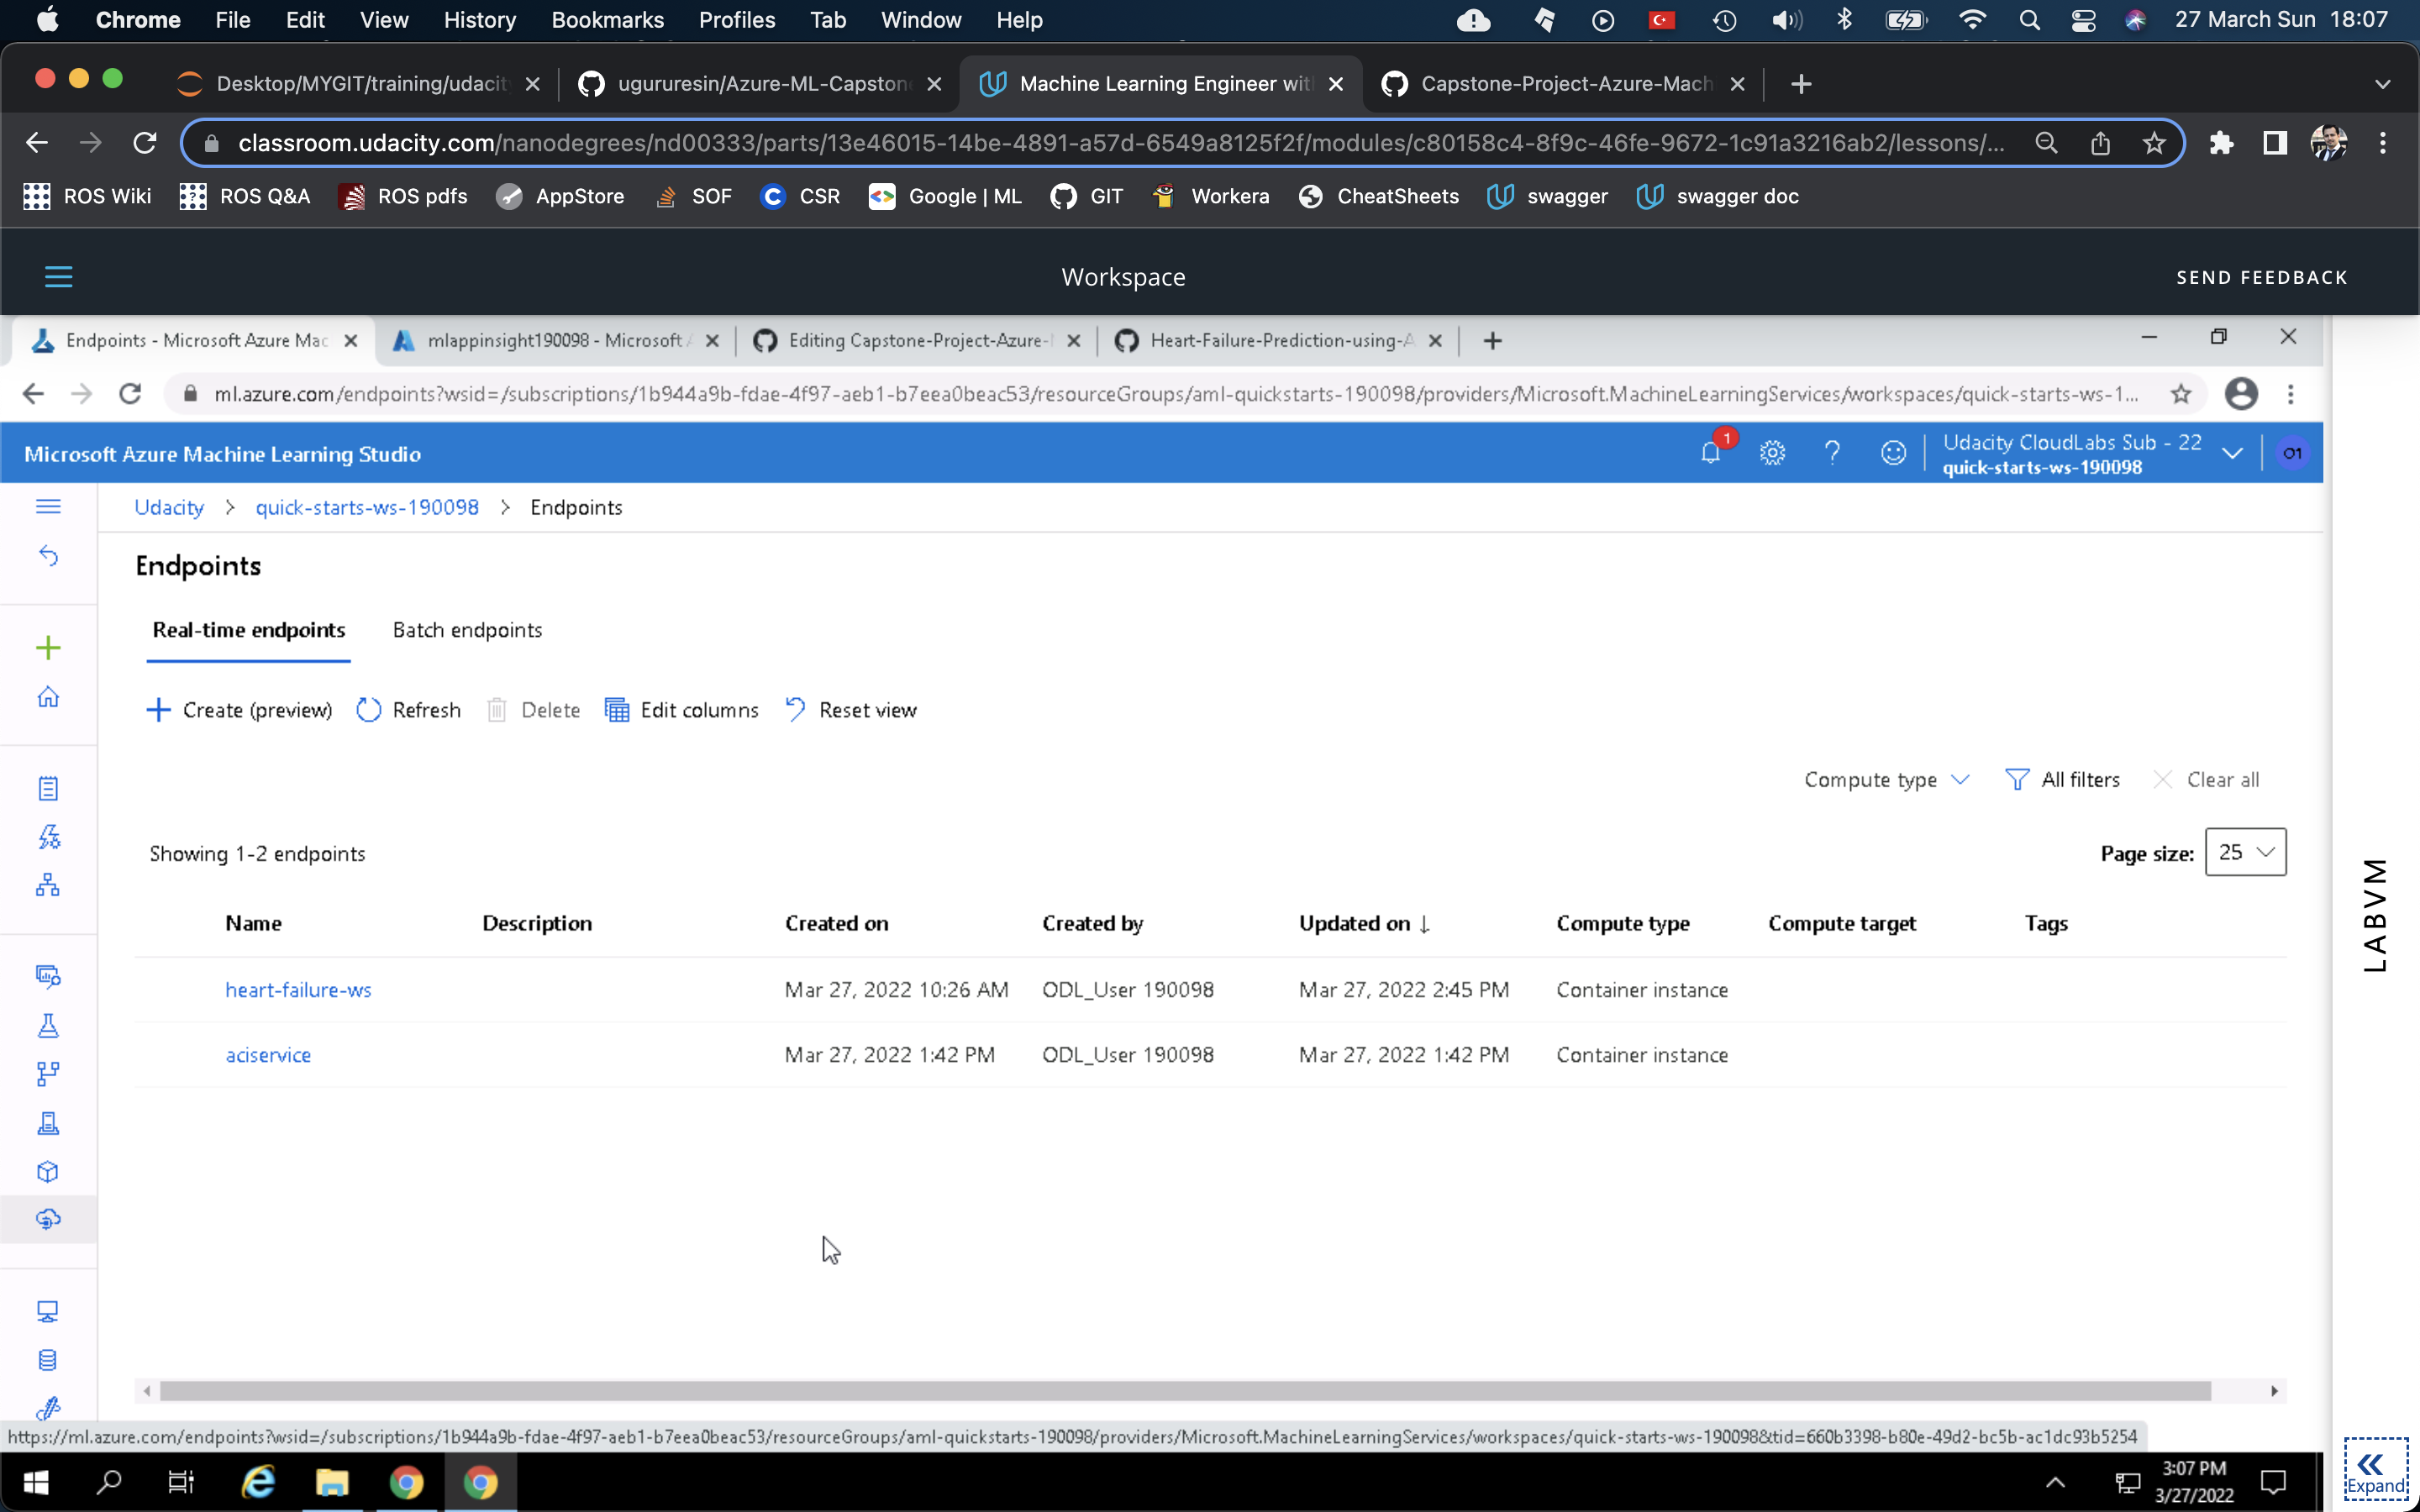 Chrome File Edit View History Bookmarks Profiles Tab Window Help 27 March Sun 18:07
Desktop/MYGIT/training/udacit ugururesin/Azure-ML-Capston Machine Learning Engineer wit Capstone-Project-Azure-Mach
classroom.udacity.com/nanodegrees/nd00333/parts/13e46015-14be-4891-a57d-6549a8125f2f/modules/c80158c4-8f9c-46fe-9672-1c91a3216ab2/lessons/...
ROS Wiki ROS Q&A ROS pdfs AppStore SOF CSR Google | ML GIT Workera CheatSheets swagger swagger doc
Workspace SEND FEEDBACK
Endpoints - Microsoft Azure Mac mlappinsight190098 - Microsoft A Editing Capstone-Project-Azure- Heart-Failure-Prediction-using-A
ml.azure.com/endpoints?wsid=/subscriptions/1b944a9b-fdae-4f97-aeb1-b7eea0beac53/resourceGroups/aml-quickstarts-190098/providers/Microsoft.MachineLearningServices/workspaces/quick-starts-ws-1...
Microsoft Azure Machine Learning Studio 1 Udacity CloudLabs Sub - 22 O1
quick-starts-ws-190098
Udacity > quick-starts-ws-190098 > Endpoints
Endpoints
Real-time endpoints Batch endpoints
Create (preview) Refresh Delete Edit columns Reset view
Compute type All filters Clear all
Showing 1-2 endpoints Page size: 25
Name Description Created on Created by Updated on ↓ Compute type Compute target Tags
heart-failure-ws Mar 27, 2022 10:26 AM ODL_User 190098 Mar 27, 2022 2:45 PM Container instance
aciservice Mar 27, 2022 1:42 PM ODL_User 190098 Mar 27, 2022 1:42 PM Container instance
LABVM
https://ml.azure.com/endpoints?wsid=/subscriptions/1b944a9b-fdae-4f97-aeb1-b7eea0beac53/resourceGroups/aml-quickstarts-190098/providers/Microsoft.MachineLearningServices/workspaces/quick-starts-ws-190098&tid=660b3398-b80e-49d2-bc5b-ac1dc93b5254
3:07 PM
3/27/2022
Expand